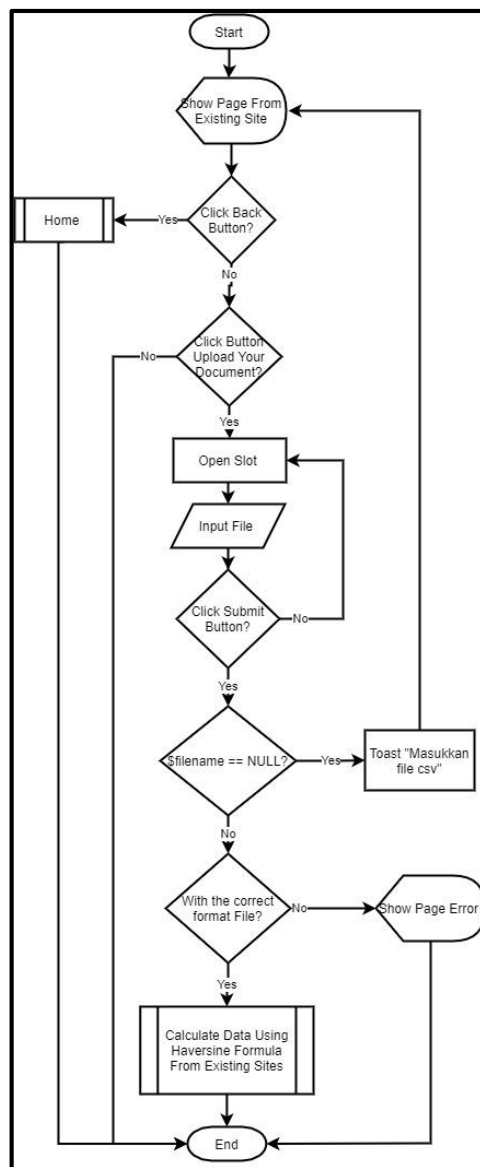 Start
Show Page From
Existing Site
Click Back
Button?
Yes
Home
No
Click Button
Upload Your
Document?
No
Yes
Open Slot
Input File
Click Submit
Button?
No
Yes
$filename == NULL?
Yes
Toast "Masukkan
file csv"
No
With the correct
format File?
No
Show Page Error
Yes
Calculate Data Using
Haversine Formula
From Existing Sites
End